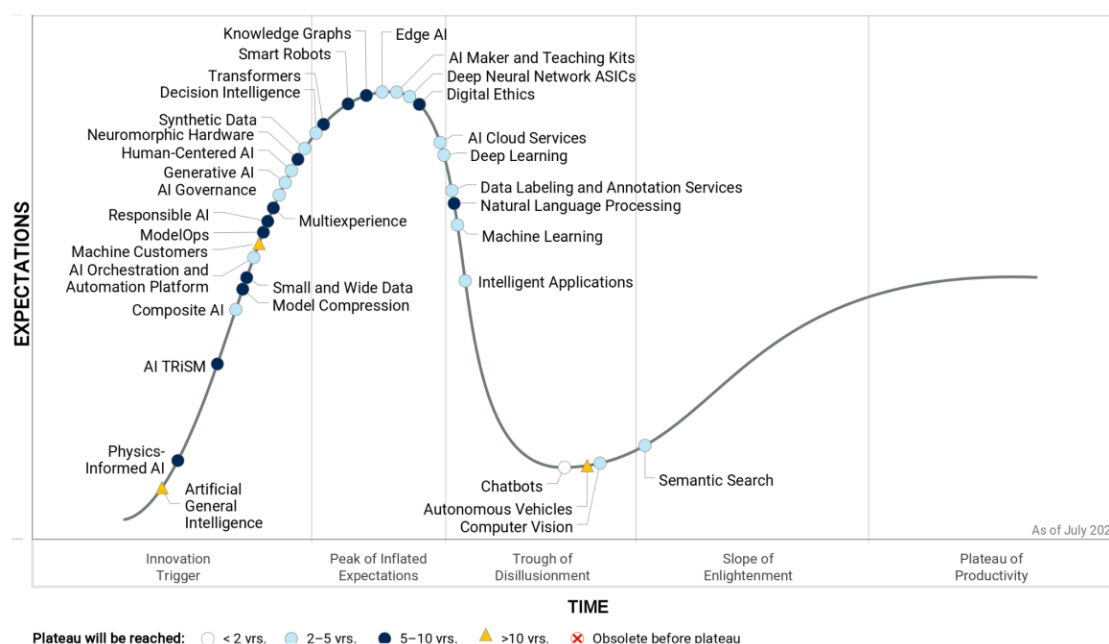 Knowledge Graphs
Edge AI
Smart Robots
AI Maker and Teaching Kits
Transformers
Deep Neural Network ASICs
Decision Intelligence
Digital Ethics
Synthetic Data
Neuromorphic Hardware
AI Cloud Services
Human-Centered AI
Deep Learning
Generative AI
AI Governance
Data Labeling and Annotation Services
Natural Language Processing
Responsible AI
Multiexperience
ModelOps
Machine Learning
Machine Customers
AI Orchestration and
Automation Platform
Small and Wide Data
Intelligent Applications
Model Compression
Composite AI
AI TRiSM
Physics-
Informed AI
Artificial
General
Intelligence
Chatbots
Autonomous Vehicles
Computer Vision
Semantic Search
EXPECTATIONS
As of July 202
Innovation
Trigger
Peak of Inflated
Expectations
Trough of
Disillusionment
Slope of
Enlightenment
Plateau of
Productivity
TIME
Plateau will be reached: < 2 yrs. 2–5 yrs. 5–10 yrs. >10 yrs. Obsolete before plateau